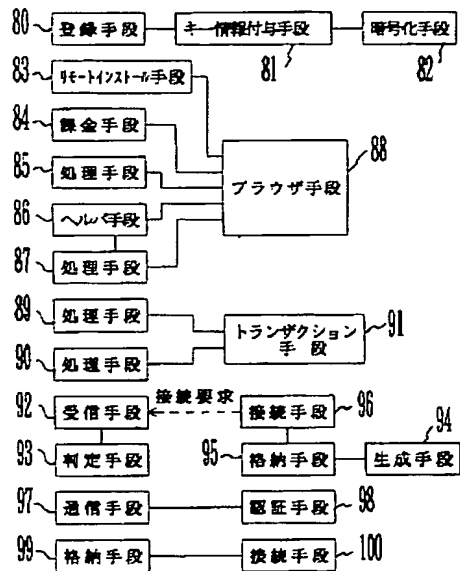 80 登録手段 キー情報付与手段 81 暗号化手段 82
83 リモートインストール手段
84 課金手段
85 処理手段
86 ヘルパ手段
87 処理手段
ブラウザ手段 88
89 処理手段
90 処理手段
トランザクション
手段 91
92 受信手段 接続要求 接続手段 96
93 判定手段 95 格納手段 生成手段 94
97 通信手段 認証手段 98
99 格納手段 接続手段 100